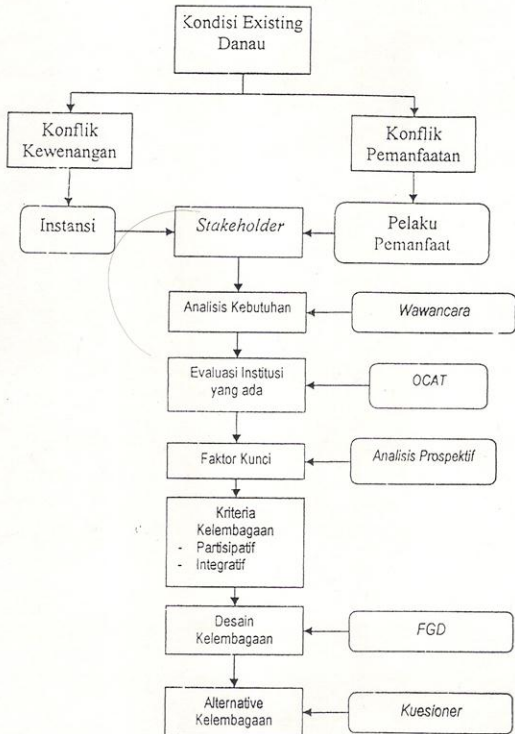 Kondisi Existing
Danau
Konflik
Kewenangan
Konflik
Pemanfaatan
Instansi
Stakeholder
Pelaku
Pemanfaat
Analisis Kebutuhan
Wawancara
Evaluasi Institusi
yang ada
OCAT
Faktor Kunci
Analisis Prospektif
Kriteria
Kelembagaan
- Partisipatif
- Integratif
Desain
Kelembagaan
FGD
Alternative
Kelembagaan
Kuesioner